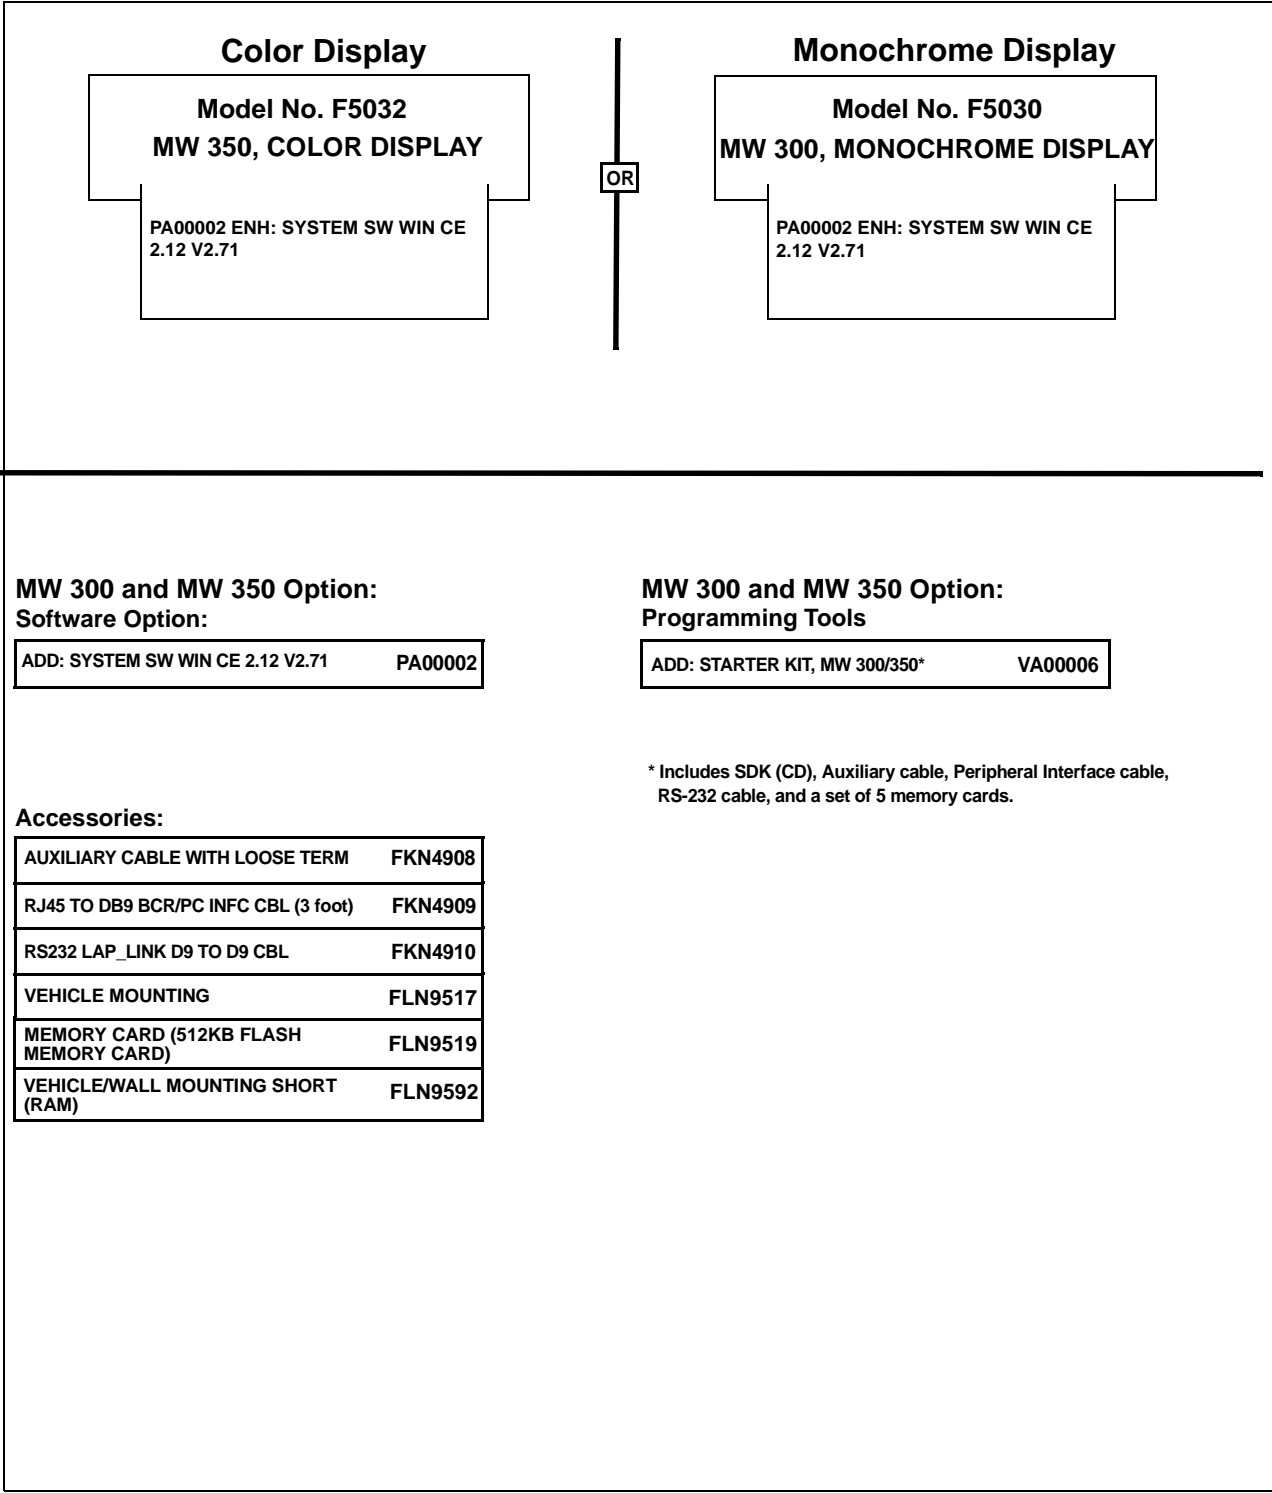 Color Display
Model No. F5032
MW 350, COLOR DISPLAY
PA00002 ENH: SYSTEM SW WIN CE
2.12 V2.71
OR
Monochrome Display
Model No. F5030
MW 300, MONOCHROME DISPLAY
PA00002 ENH: SYSTEM SW WIN CE
2.12 V2.71
MW 300 and MW 350 Option:
Software Option:
ADD: SYSTEM SW WIN CE 2.12 V2.71 PA00002
MW 300 and MW 350 Option:
Programming Tools
ADD: STARTER KIT, MW 300/350* VA00006
* Includes SDK (CD), Auxiliary cable, Peripheral Interface cable,
RS-232 cable, and a set of 5 memory cards.
Accessories:
AUXILIARY CABLE WITH LOOSE TERM FKN4908
RJ45 TO DB9 BCR/PC INFC CBL (3 foot) FKN4909
RS232 LAP_LINK D9 TO D9 CBL FKN4910
VEHICLE MOUNTING FLN9517
MEMORY CARD (512KB FLASH
MEMORY CARD) FLN9519
VEHICLE/WALL MOUNTING SHORT
(RAM) FLN9592